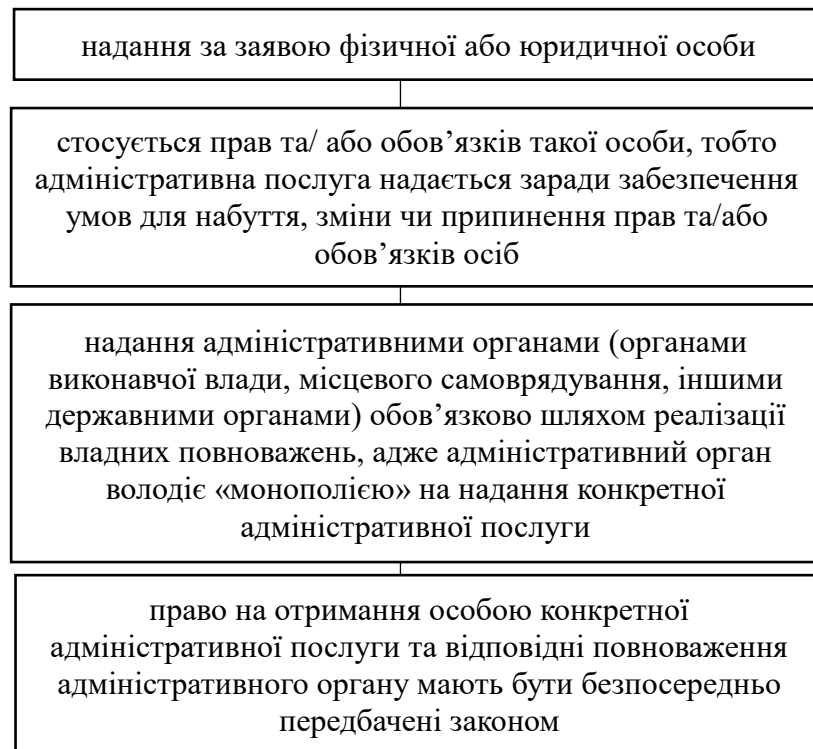 надання за заявою фізичної або юридичної особи
стосується прав та/ або обов’язків такої особи, тобто
адміністративна послуга надається заради забезпечення
умов для набуття, зміни чи припинення прав та/або
обов’язків осіб
надання адміністративними органами (органами
виконавчої влади, місцевого самоврядування, іншими
державними органами) обов’язково шляхом реалізації
владних повноважень, адже адміністративний орган
володіє «монополією» на надання конкретної
адміністративної послуги
право на отримання особою конкретної
адміністративної послуги та відповідні повноваження
адміністративного органу мають бути безпосередньо
передбачені законом